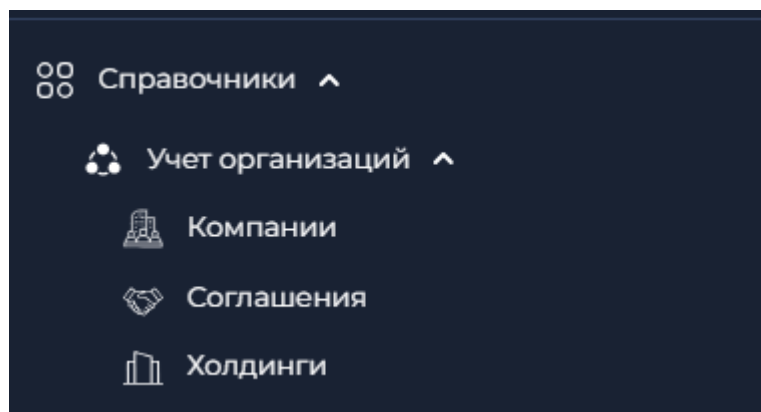 Справочники
Учет организаций
Компании
Соглашения
Холдинги